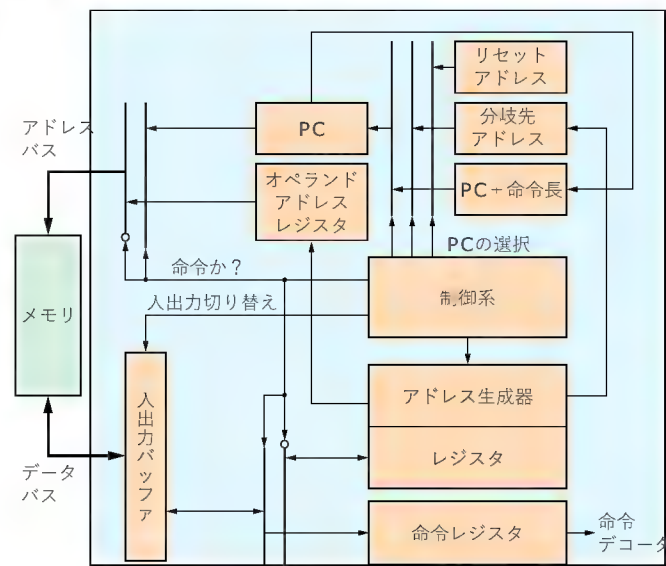 リセット
アドレス
アドレス
バス
PC
分岐先
アドレス
オペランド
アドレス
レジスタ
PC+命令長
PCの選択
命令か?
制御系
メモリ
入出力切り替え
アドレス生成器
入出力バッファ
レジスタ
データ
バス
命令レジスタ
命令
デコータ